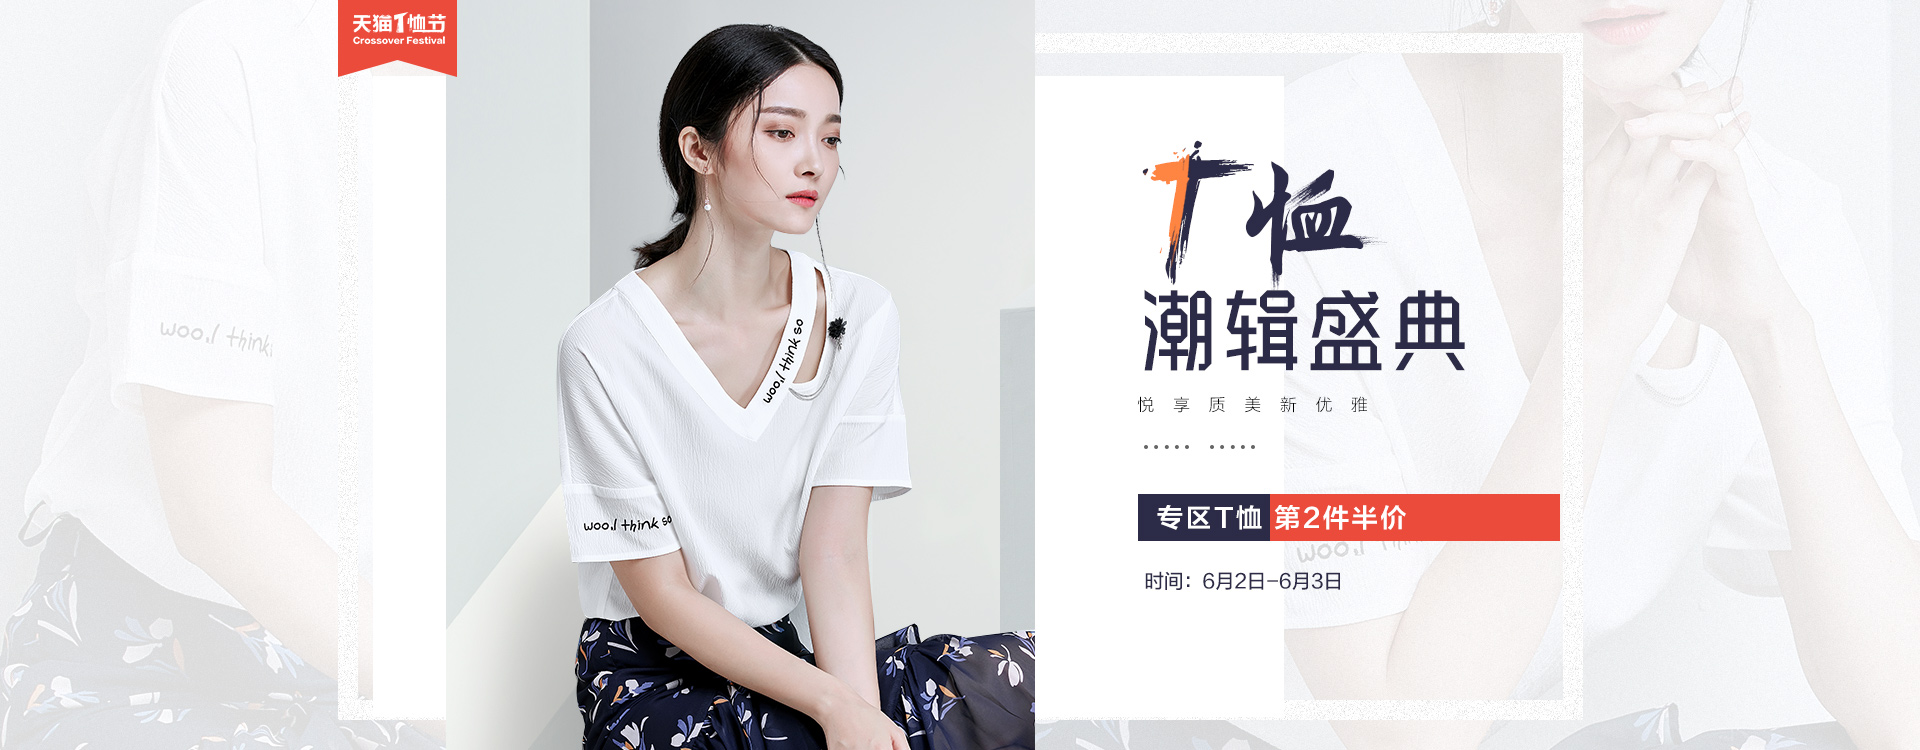 天猫T恤节
Crossover Festival
woo,I think
woo,I think so
woo,I think so
T恤
潮辑盛典
悦享质美新优雅
专区T恤 第2件半价
woo,I
时间：6月2日-6月3日